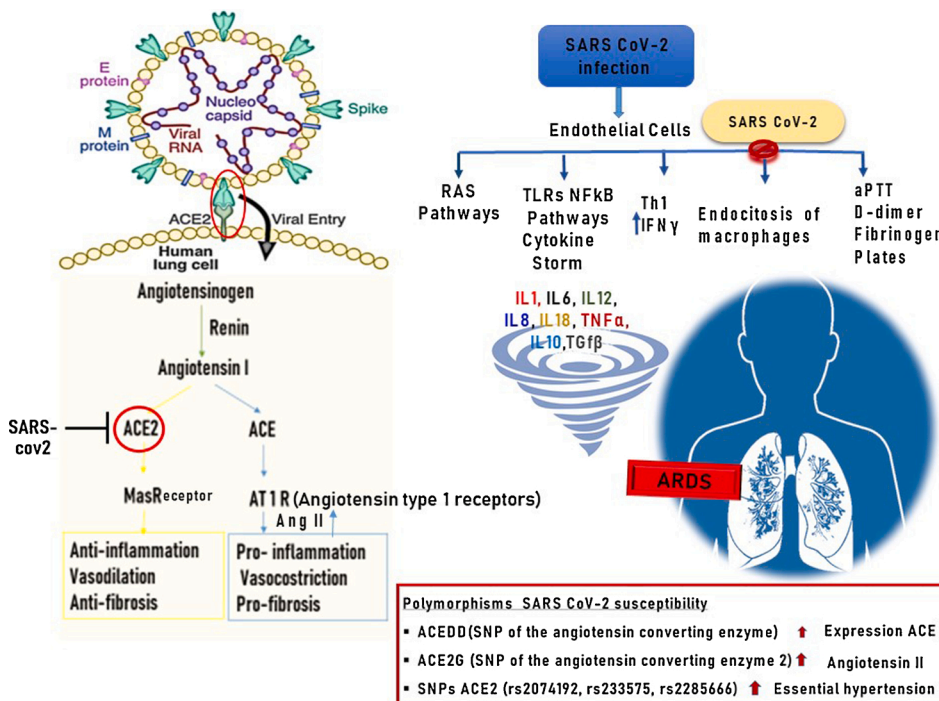 E
protein
M
protein
Nucleo
capsid
Viral
RNA
Spike
ACE2
Viral Entry
Human
lung cell
Angiotensinogen
Renin
Angiotensin I
SARS-
cov2
ACE2
ACE
MasReceptor
AT1R (Angiotensin type 1 receptors)
Ang II
Anti-inflammation
Vasodilation
Anti-fibrosis
Pro- inflammation
Vasocostriction
Pro-fibrosis
SARS CoV-2
infection
Endothelial Cells
SARS CoV-2
RAS
Pathways
TLRs NFkB
Pathways
Cytokine
Storm
Th1
IFN γ
Endocitosis of
macrophages
aPTT
D-dimer
Fibrinogen
Plates
IL1, IL6, IL12,
IL8, IL18, TNFα,
IL10,TGfβ
ARDS
Polymorphisms SARS CoV-2 susceptibility
▪ ACEDD(SNP of the angiotensin converting enzyme) Expression ACE
▪ ACE2G (SNP of the angiotensin converting enzyme 2) Angiotensin II
▪ SNPs ACE2 (rs2074192, rs233575, rs2285666) Essential hypertension